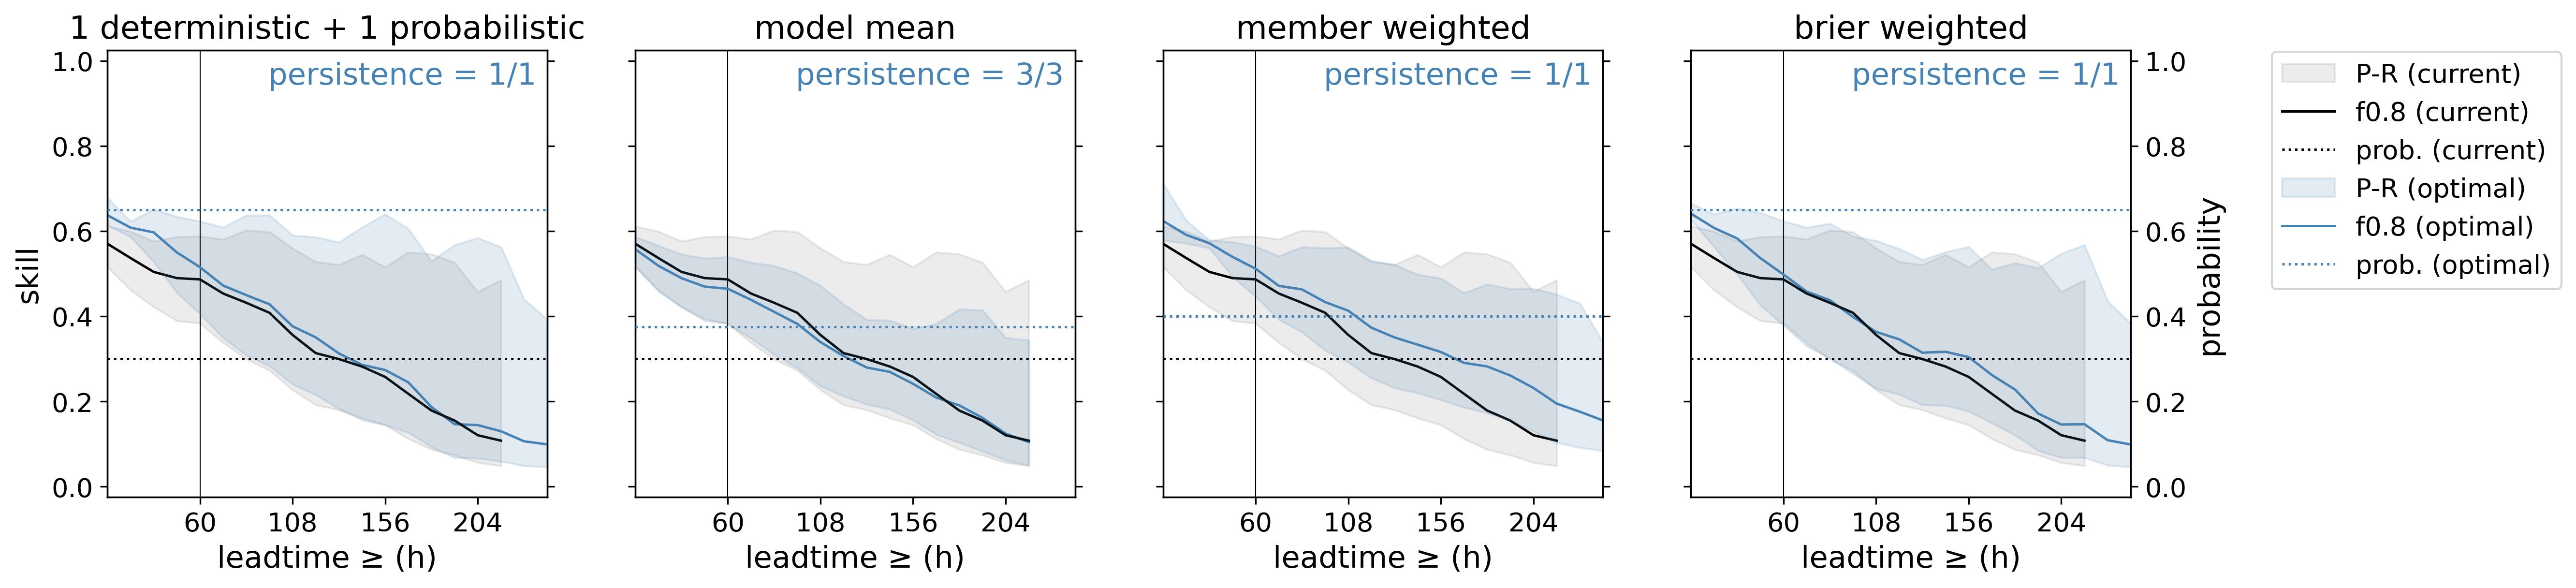 1 deterministic + 1 probabilistic
model mean
member weighted
brier weighted
persistence = 1/1
persistence = 3/3
persistence = 1/1
persistence = 1/1
skill
1.0
0.8
0.6
0.4
0.2
0.0
60 108 156 204
60 108 156 204
60 108 156 204
60 108 156 204
leadtime ≥ (h)
leadtime ≥ (h)
leadtime ≥ (h)
leadtime ≥ (h)
1.0
0.8
0.6
0.4
0.2
0.0
probability
P-R (current)
f0.8 (current)
prob. (current)
P-R (optimal)
f0.8 (optimal)
prob. (optimal)